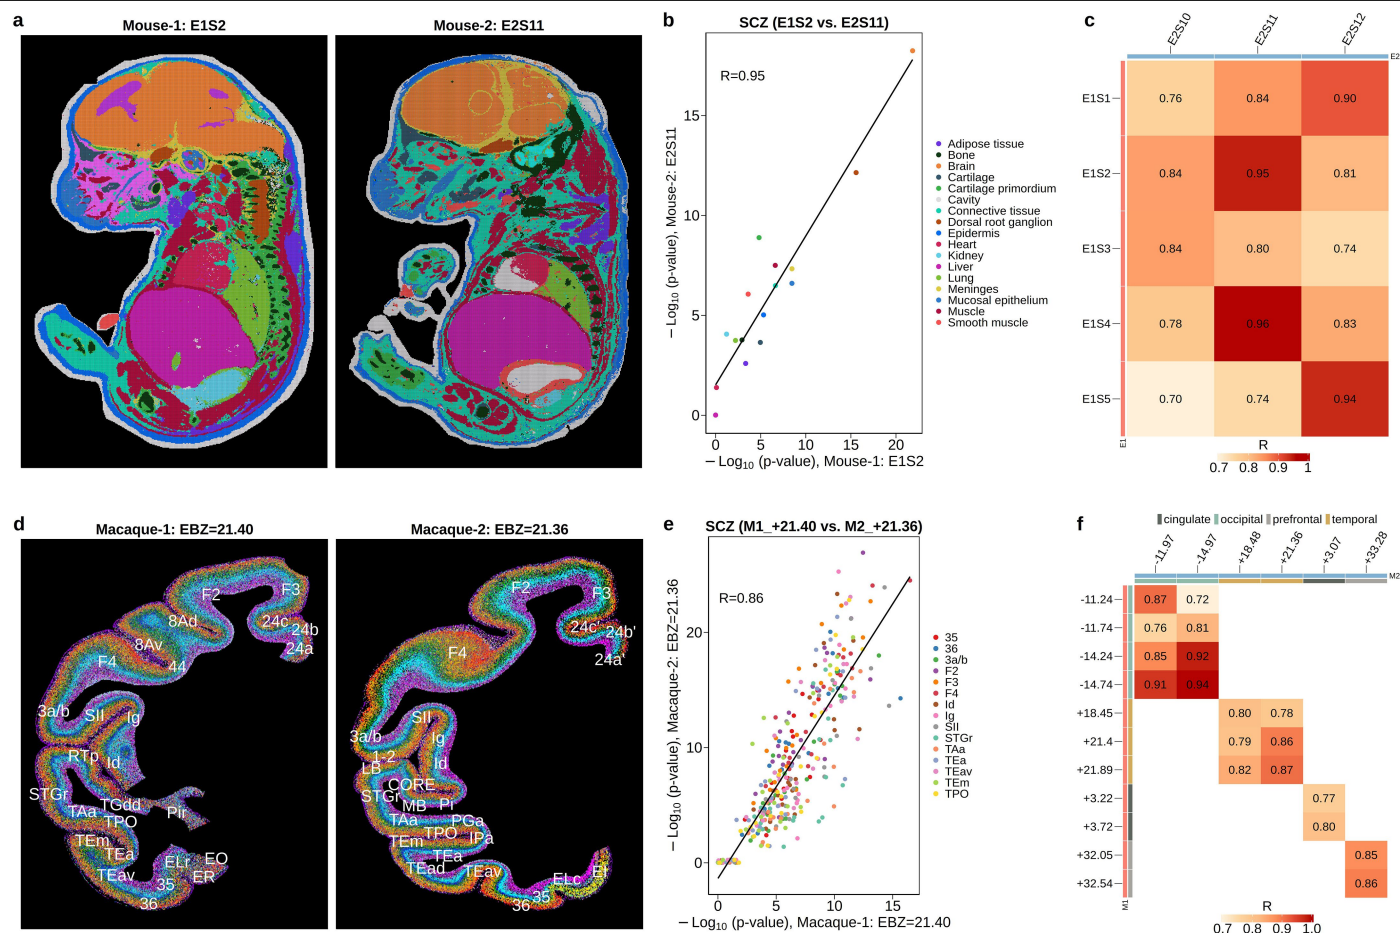 a
Mouse-1: E1S2
Mouse-2: E2S11
b
SCZ (E1S2 vs. E2S11)
R=0.95
15
10
5
0
0 5 10 15 20
−Log10 (p-value), Mouse-2: E2S11
−Log10 (p-value), Mouse-1: E1S2
Adipose tissue
Bone
Brain
Cartilage
Cartilage primordium
Cavity
Connective tissue
Dorsal root ganglion
Epidermis
Heart
Kidney
Liver
Lung
Meninges
Mucosal epithelium
Muscle
Smooth muscle
c
E2S10 E2S11 E2S12
E2
E1S1 0.76 0.84 0.90
E1S2 0.84 0.95 0.81
E1S3 0.84 0.80 0.74
E1S4 0.78 0.96 0.83
E1S5 0.70 0.74 0.94
E1
R
0.7 0.8 0.9 1
d
Macaque-1: EBZ=21.40
F2
F3
8Ad
24c
24b
8Av
24a
F4
44
3a/b
SII
Ig
RTp
Id
STGr
TGdd
TAa
Pir
TPO
TEm
TEa
ELr
EO
TEav
ER
35
36
Macaque-2: EBZ=21.36
F2
F3
24c'
24b'
F4
24a'
SII
3a/b
Ig
1-2
Id
LB
CORE
STGr
MB
Pi
TAa
PGa
TPO
TEm
IPa
TEa
TEad
TEav
ELc
EI
35
36
e
SCZ (M1_+21.40 vs. M2_+21.36)
R=0.86
20
10
0
0 5 10 15
−Log10 (p-value), Macaque-2: EBZ=21.36
−Log10 (p-value), Macaque-1: EBZ=21.40
35
36
3a/b
F2
F3
F4
Id
Ig
SII
STGr
TAa
TEa
TEav
TEm
TPO
f
cingulate occipital prefrontal temporal
-11.97 -14.97 +18.48 +21.36 +3.07 +33.28
M2
-11.24 0.87 0.72
-11.74 0.76 0.81
-14.24 0.85 0.92
-14.74 0.91 0.94
+18.45 0.80 0.78
+21.4 0.79 0.86
+21.89 0.82 0.87
+3.22 0.77
+3.72 0.80
+32.05 0.85
+32.54 0.86
M1
R
0.7 0.8 0.9 1.0